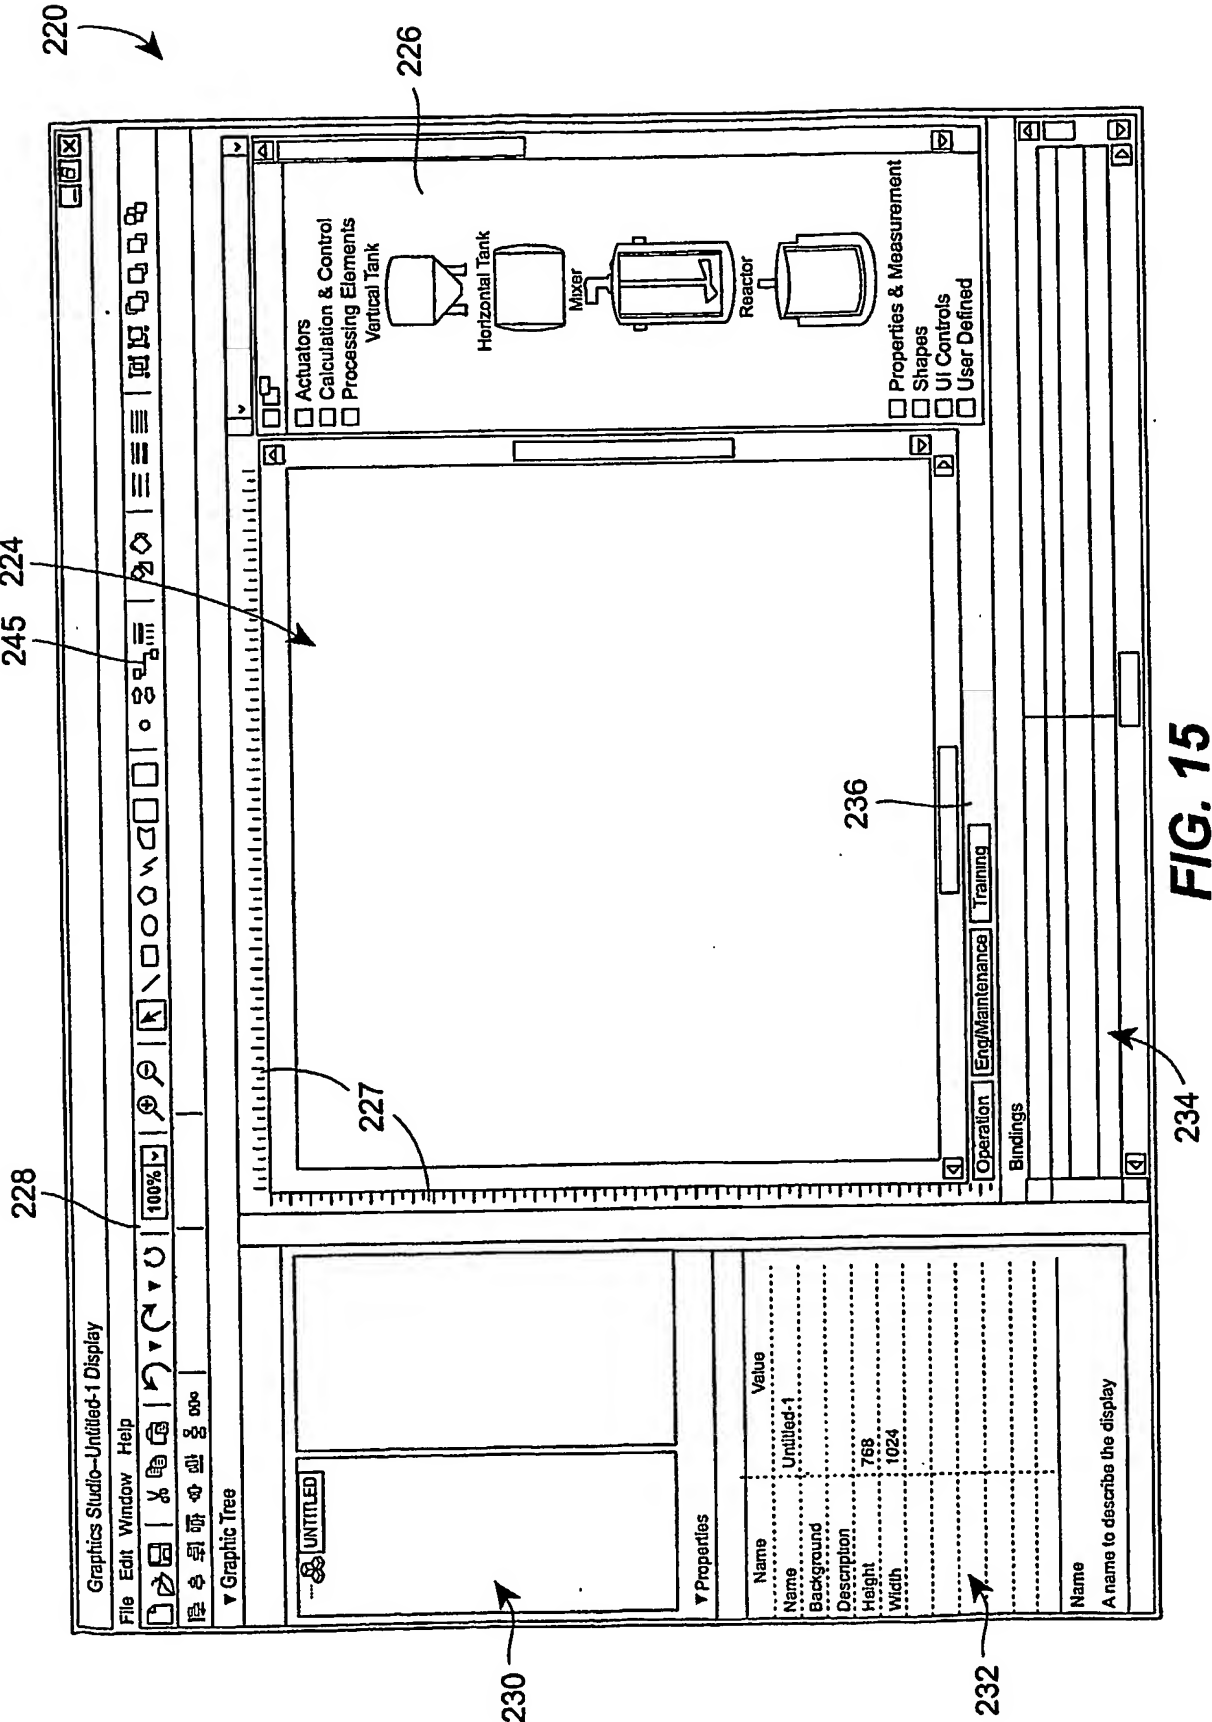 220
Graphics Studio--Untitled-1 Display
228
245
224
File Edit Window Help
100%
226
Graphic Tree
UNTITLED
230
227
Actuators
Calculation & Control
Processing Elements
Vertical Tank
Horizontal Tank
Mixer
Reactor
Properties & Measurement
Shapes
UI Controls
User Defined
Properties
Name Value
Name Untitled-1
Background
Description
Height 768
Width 1024
232
Name
A name to describe the display
236
Operation Eng/Maintenance Training
Bindings
234
FIG. 15